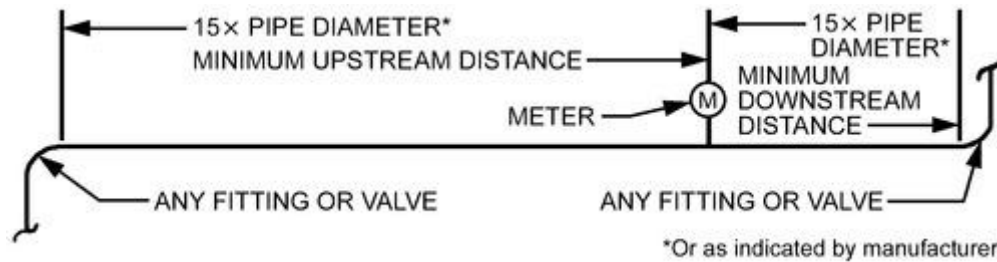 15× PIPE DIAMETER*
MINIMUM UPSTREAM DISTANCE
METER
M
15× PIPE
DIAMETER*
MINIMUM
DOWNSTREAM
DISTANCE
ANY FITTING OR VALVE
ANY FITTING OR VALVE
*Or as indicated by manufacturer